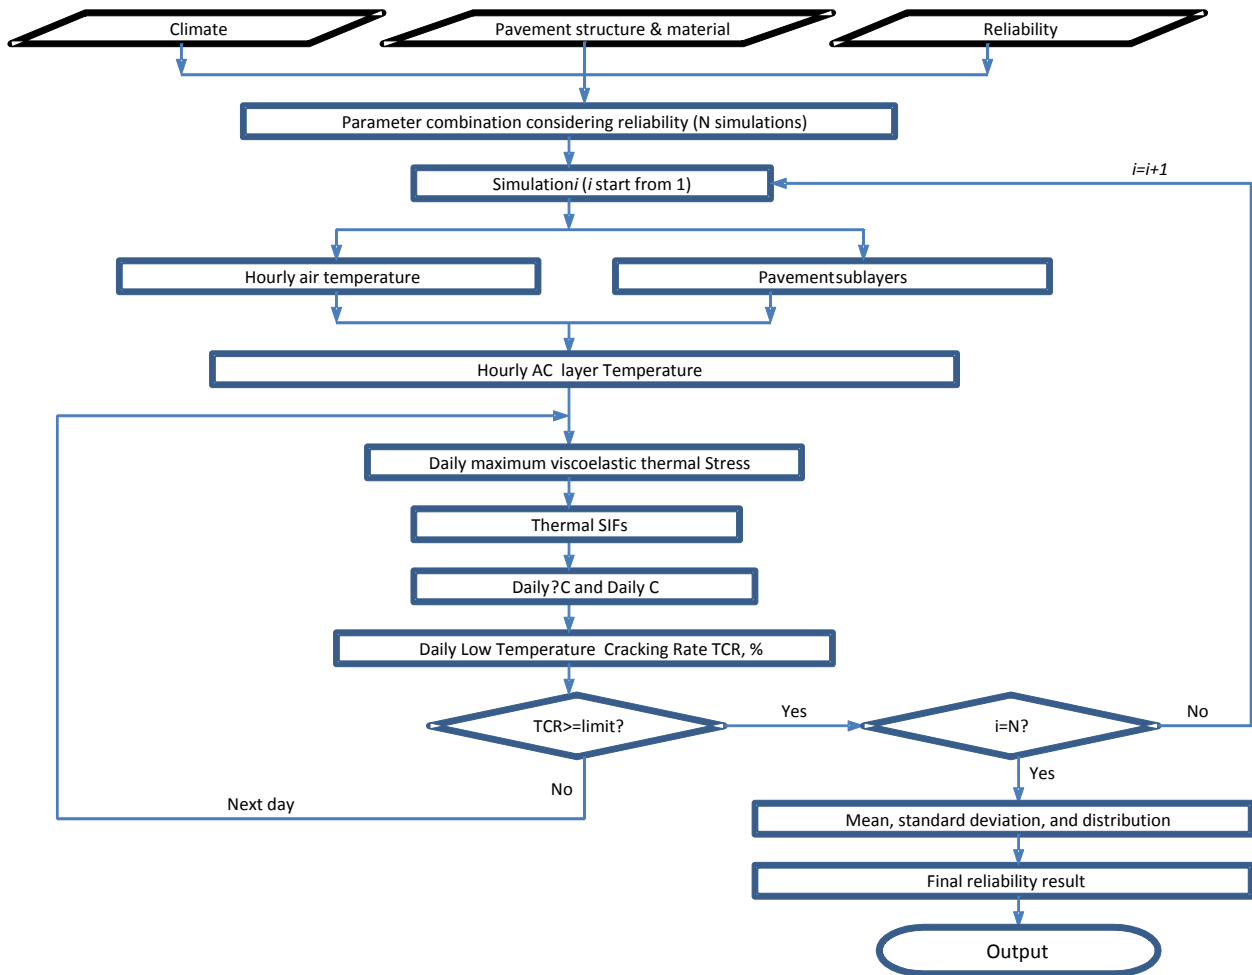 Climate
Pavement structure & material
Reliability
Parameter combination considering reliability (N simulations)
Simulationi (i start from 1)
i=i+1
Hourly air temperature
Pavementsublayers
Hourly AC layer Temperature
Daily maximum viscoelastic thermal Stress
Thermal SIFs
Daily?C and Daily C
Daily Low Temperature Cracking Rate TCR, %
TCR>=limit?
Yes
i=N?
No
No
Yes
Next day
Mean, standard deviation, and distribution
Final reliability result
Output